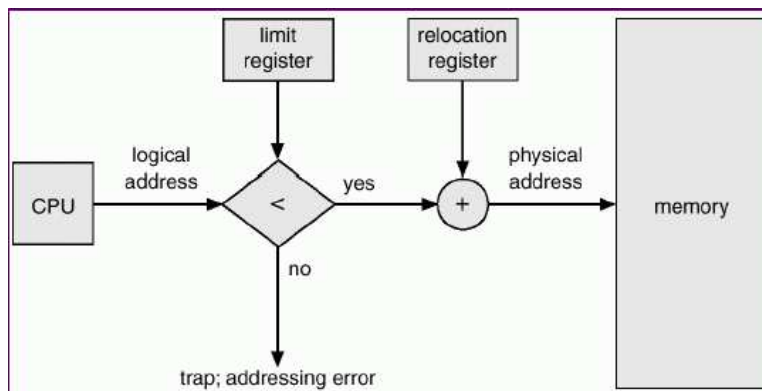 limit
register
relocation
register
logical
address
physical
address
CPU
<
yes
+
memory
no
trap; addressing error